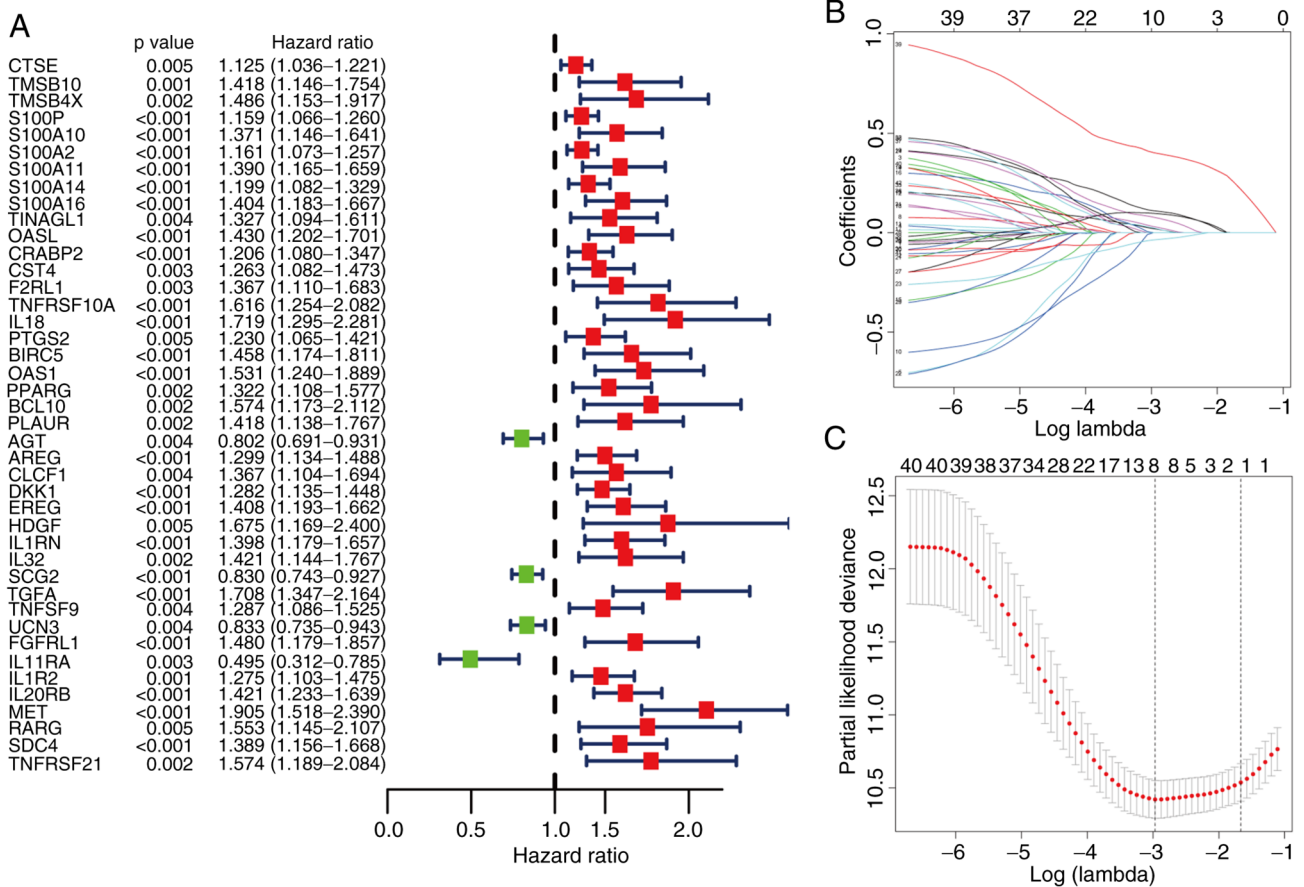 A
p value Hazard ratio
CTSE 0.005 1.125 (1.036–1.221)
TMSB10 0.001 1.418 (1.146–1.754)
TMSB4X 0.002 1.486 (1.153–1.917)
S100P <0.001 1.159 (1.066–1.260)
S100A10 <0.001 1.371 (1.146–1.641)
S100A2 <0.001 1.161 (1.073–1.257)
S100A11 <0.001 1.390 (1.165–1.659)
S100A14 <0.001 1.199 (1.082–1.329)
S100A16 <0.001 1.404 (1.183–1.667)
TINAGL1 0.004 1.327 (1.094–1.611)
OASL <0.001 1.430 (1.202–1.701)
CRABP2 <0.001 1.206 (1.080–1.347)
CST4 0.003 1.263 (1.082–1.473)
F2RL1 0.003 1.367 (1.110–1.683)
TNFRSF10A <0.001 1.616 (1.254–2.082)
IL18 <0.001 1.719 (1.295–2.281)
PTGS2 0.005 1.230 (1.065–1.421)
BIRC5 <0.001 1.458 (1.174–1.811)
OAS1 <0.001 1.531 (1.240–1.889)
PPARG 0.002 1.322 (1.108–1.577)
BCL10 0.002 1.574 (1.173–2.112)
PLAUR 0.002 1.418 (1.138–1.767)
AGT 0.004 0.802 (0.691–0.931)
AREG <0.001 1.299 (1.134–1.488)
CLCF1 0.004 1.367 (1.104–1.694)
DKK1 <0.001 1.282 (1.135–1.448)
EREG <0.001 1.408 (1.193–1.662)
HDGF 0.005 1.675 (1.169–2.400)
IL1RN <0.001 1.398 (1.179–1.657)
IL32 0.002 1.421 (1.144–1.767)
SCG2 <0.001 0.830 (0.743–0.927)
TGFA <0.001 1.708 (1.347–2.164)
TNFSF9 0.004 1.287 (1.086–1.525)
UCN3 0.004 0.833 (0.735–0.943)
FGFRL1 <0.001 1.480 (1.179–1.857)
IL11RA 0.003 0.495 (0.312–0.785)
IL1R2 0.001 1.275 (1.103–1.475)
IL20RB <0.001 1.421 (1.233–1.639)
MET <0.001 1.905 (1.518–2.390)
RARG 0.005 1.553 (1.145–2.107)
SDC4 <0.001 1.389 (1.156–1.668)
TNFRSF21 0.002 1.574 (1.189–2.084)
0.0 0.5 1.0 1.5 2.0
Hazard ratio
B
39 37 22 10 3 0
1.0
0.5
0.0
−0.5
Coefficients
−6 −5 −4 −3 −2 −1
Log lambda
C
40 40 39 38 37 34 28 22 17 13 8 8 5 3 2 1 1
12.5
12.0
11.5
11.0
10.5
Partial likelihood deviance
−6 −5 −4 −3 −2 −1
Log (lambda)